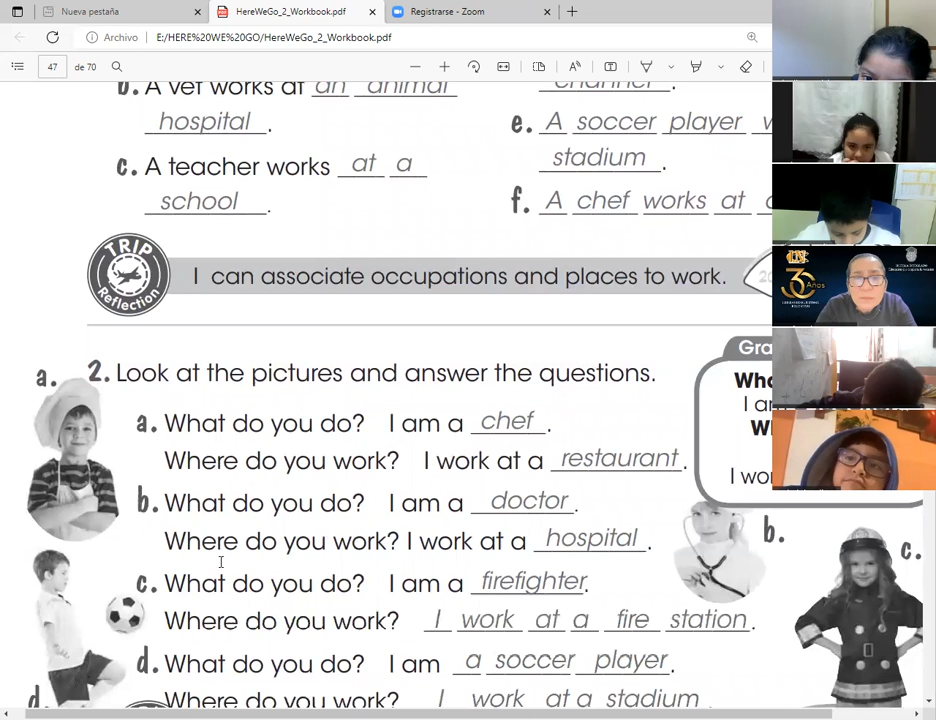 Nueva pestaña
HereWeGo_2_Workbook.pdf
Registrarse - Zoom
Archivo
E:/HERE%20WE%20GO/HereWeGo_2_Workbook.pdf
47 de 70
b. A vet works at an animal
hospital.
c. A teacher works at a
school.
channel.
e. A soccer player w
stadium.
f. A chef works at
TRIP
Reflection
I can associate occupations and places to work.
2. Look at the pictures and answer the questions.
a.
a. What do you do? I am a chef.
Where do you work? I work at a restaurant.
b. What do you do? I am a doctor.
Where do you work? I work at a hospital.
c. What do you do? I am a firefighter.
Where do you work? I work at a fire station.
d. What do you do? I am a soccer player.
Where do you work? I work at a stadium
Gra
Wha
I am
W
I wo
b.
c.
d.
30
Años